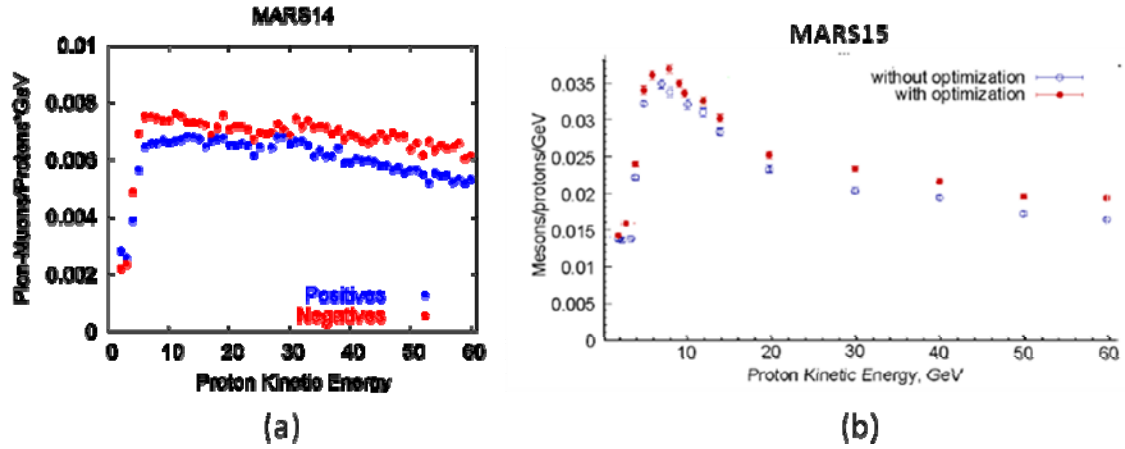 MARS14
0.01
0.008
0.006
0.004
0.002
0
Pion-Muons/Protons*GeV
Positives
Negatives
0 10 20 30 40 50 60
Proton Kinetic Energy
(a)
MARS15
without optimization
with optimization
0.035
0.03
0.025
0.02
0.015
0.01
0.005
0
Mesons/protons/GeV
10 20 30 40 50 60
Proton Kinetic Energy, GeV
(b)